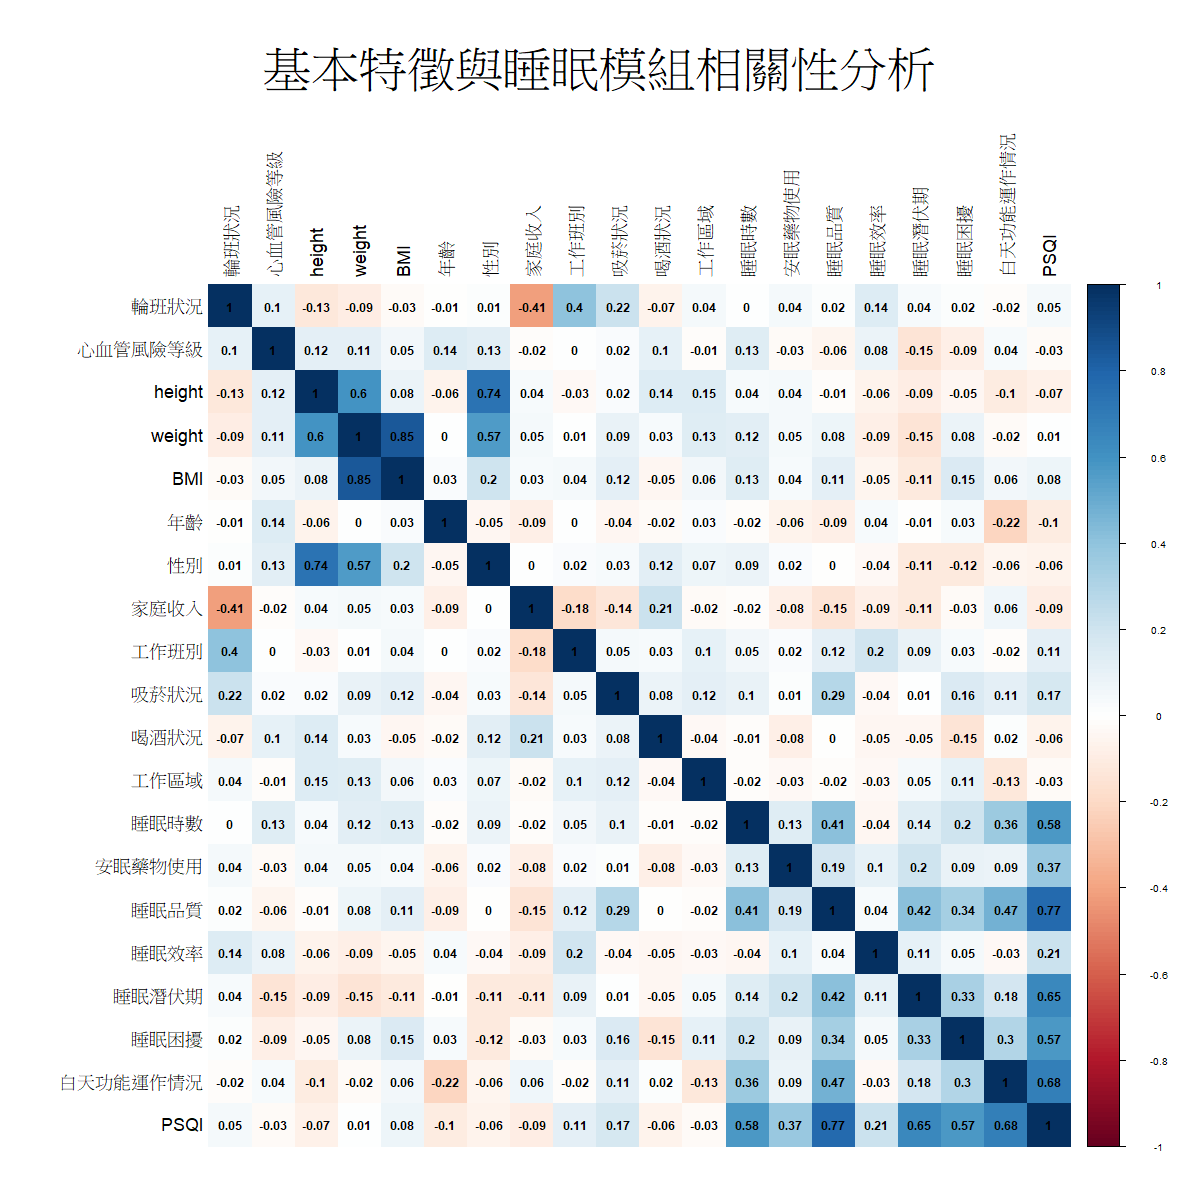 基本特徵與睡眠模組相關性分析
輪班狀況 心血管風險等級 height weight BMI 年齡 性別 家庭收入 工作班別 吸菸狀況 喝酒狀況 工作區域 睡眠時數 安眠藥物使用 睡眠品質 睡眠效率 睡眠潛伏期 睡眠困擾 白天功能運作情況 PSQI
輪班狀況 1 0.1 -0.13 -0.09 -0.03 -0.01 0.01 -0.41 0.4 0.22 -0.07 0.04 0 0.04 0.02 0.14 0.04 0.02 -0.02 0.05
心血管風險等級 0.1 1 0.12 0.11 0.05 0.14 0.13 -0.02 0 0.02 0.1 -0.01 0.13 -0.03 -0.06 0.08 -0.15 -0.09 0.04 -0.03
height -0.13 0.12 1 0.6 0.08 -0.06 0.74 0.04 -0.03 0.02 0.14 0.15 0.04 0.04 -0.01 -0.06 -0.09 -0.05 -0.1 -0.07
weight -0.09 0.11 0.6 1 0.85 0 0.57 0.05 0.01 0.09 0.03 0.13 0.12 0.05 0.08 -0.09 -0.15 0.08 -0.02 0.01
BMI -0.03 0.05 0.08 0.85 1 0.03 0.2 0.03 0.04 0.12 -0.05 0.06 0.13 0.04 0.11 -0.05 -0.11 0.15 0.06 0.08
年齡 -0.01 0.14 -0.06 0 0.03 1 -0.05 -0.09 0 -0.04 -0.02 0.03 -0.02 -0.06 -0.09 0.04 -0.01 0.03 -0.22 -0.1
性別 0.01 0.13 0.74 0.57 0.2 -0.05 1 0 0.02 0.03 0.12 0.07 0.09 0.02 0 -0.04 -0.11 -0.12 -0.06 -0.06
家庭收入 -0.41 -0.02 0.04 0.05 0.03 -0.09 0 1 -0.18 -0.14 0.21 -0.02 -0.02 -0.08 -0.15 -0.09 -0.11 -0.03 0.06 -0.09
工作班別 0.4 0 -0.03 0.01 0.04 0 0.02 -0.18 1 0.05 0.03 0.1 0.05 0.02 0.12 0.2 0.09 0.03 -0.02 0.11
吸菸狀況 0.22 0.02 0.02 0.09 0.12 -0.04 0.03 -0.14 0.05 1 0.08 0.12 0.1 0.01 0.29 -0.04 0.01 0.16 0.11 0.17
喝酒狀況 -0.07 0.1 0.14 0.03 -0.05 -0.02 0.12 0.21 0.03 0.08 1 -0.04 -0.01 -0.08 0 -0.05 -0.05 -0.15 0.02 -0.06
工作區域 0.04 -0.01 0.15 0.13 0.06 0.03 0.07 -0.02 0.1 0.12 -0.04 1 -0.02 -0.03 -0.02 -0.03 0.05 0.11 -0.13 -0.03
睡眠時數 0 0.13 0.04 0.12 0.13 -0.02 0.09 -0.02 0.05 0.1 -0.01 -0.02 1 0.13 0.41 -0.04 0.14 0.2 0.36 0.58
安眠藥物使用 0.04 -0.03 0.04 0.05 0.04 -0.06 0.02 -0.08 0.02 0.01 -0.08 -0.03 0.13 1 0.19 0.1 0.2 0.09 0.09 0.37
睡眠品質 0.02 -0.06 -0.01 0.08 0.11 -0.09 0 -0.15 0.12 0.29 0 -0.02 0.41 0.19 1 0.04 0.42 0.34 0.47 0.77
睡眠效率 0.14 0.08 -0.06 -0.09 -0.05 0.04 -0.04 -0.09 0.2 -0.04 -0.05 -0.03 -0.04 0.1 0.04 1 0.11 0.05 -0.03 0.21
睡眠潛伏期 0.04 -0.15 -0.09 -0.15 -0.11 -0.01 -0.11 -0.11 0.09 0.01 -0.05 0.05 0.14 0.2 0.42 0.11 1 0.33 0.18 0.65
睡眠困擾 0.02 -0.09 -0.05 0.08 0.15 0.03 -0.12 -0.03 0.03 0.16 -0.15 0.11 0.2 0.09 0.34 0.05 0.33 1 0.3 0.57
白天功能運作情況 -0.02 0.04 -0.1 -0.02 0.06 -0.22 -0.06 0.06 -0.02 0.11 0.02 -0.13 0.36 0.09 0.47 -0.03 0.18 0.3 1 0.68
PSQI 0.05 -0.03 -0.07 0.01 0.08 -0.1 -0.06 -0.09 0.11 0.17 -0.06 -0.03 0.58 0.37 0.77 0.21 0.65 0.57 0.68 1
1
0.8
0.6
0.4
0.2
0
-0.2
-0.4
-0.6
-0.8
-1